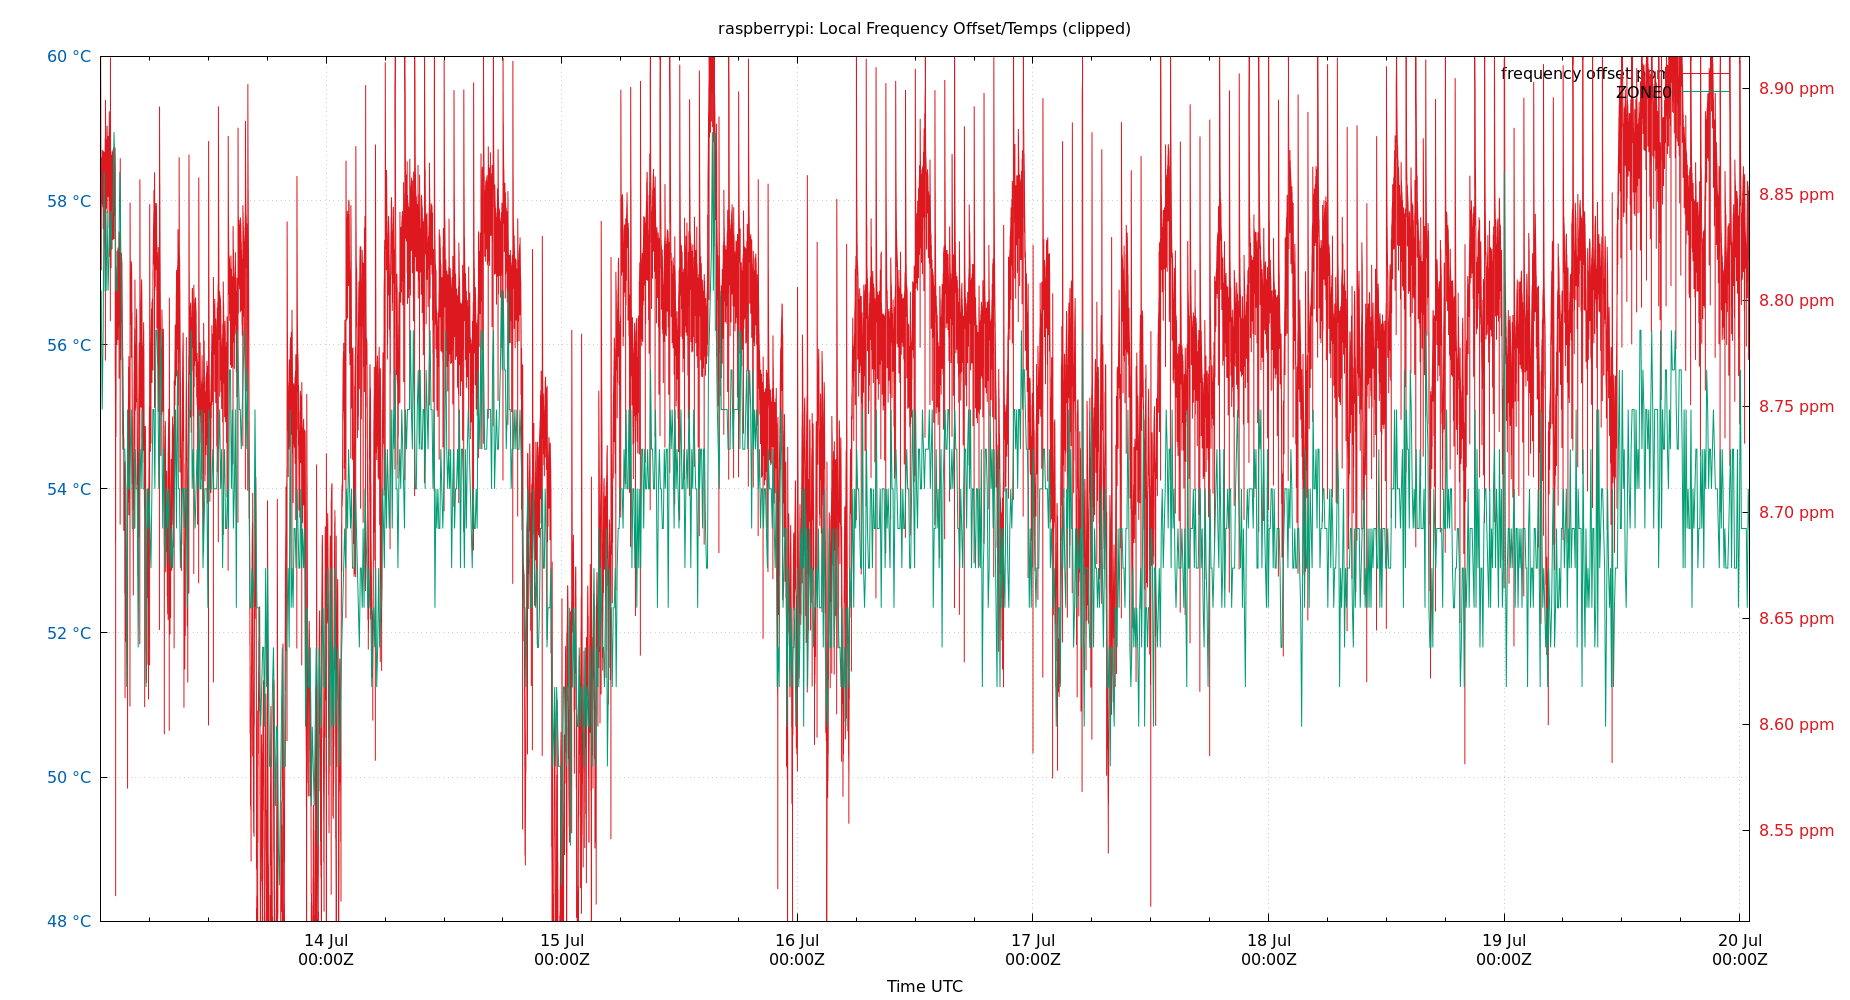 raspberrypi: Local Frequency Offset/Temps (clipped)
60 °C
58 °C
56 °C
54 °C
52 °C
50 °C
48 °C
frequency offset ppm
ZONE0
8.90 ppm
8.85 ppm
8.80 ppm
8.75 ppm
8.70 ppm
8.65 ppm
8.60 ppm
8.55 ppm
14 Jul 15 Jul 16 Jul 17 Jul 18 Jul 19 Jul 20 Jul
00:00Z 00:00Z 00:00Z 00:00Z 00:00Z 00:00Z 00:00Z
Time UTC